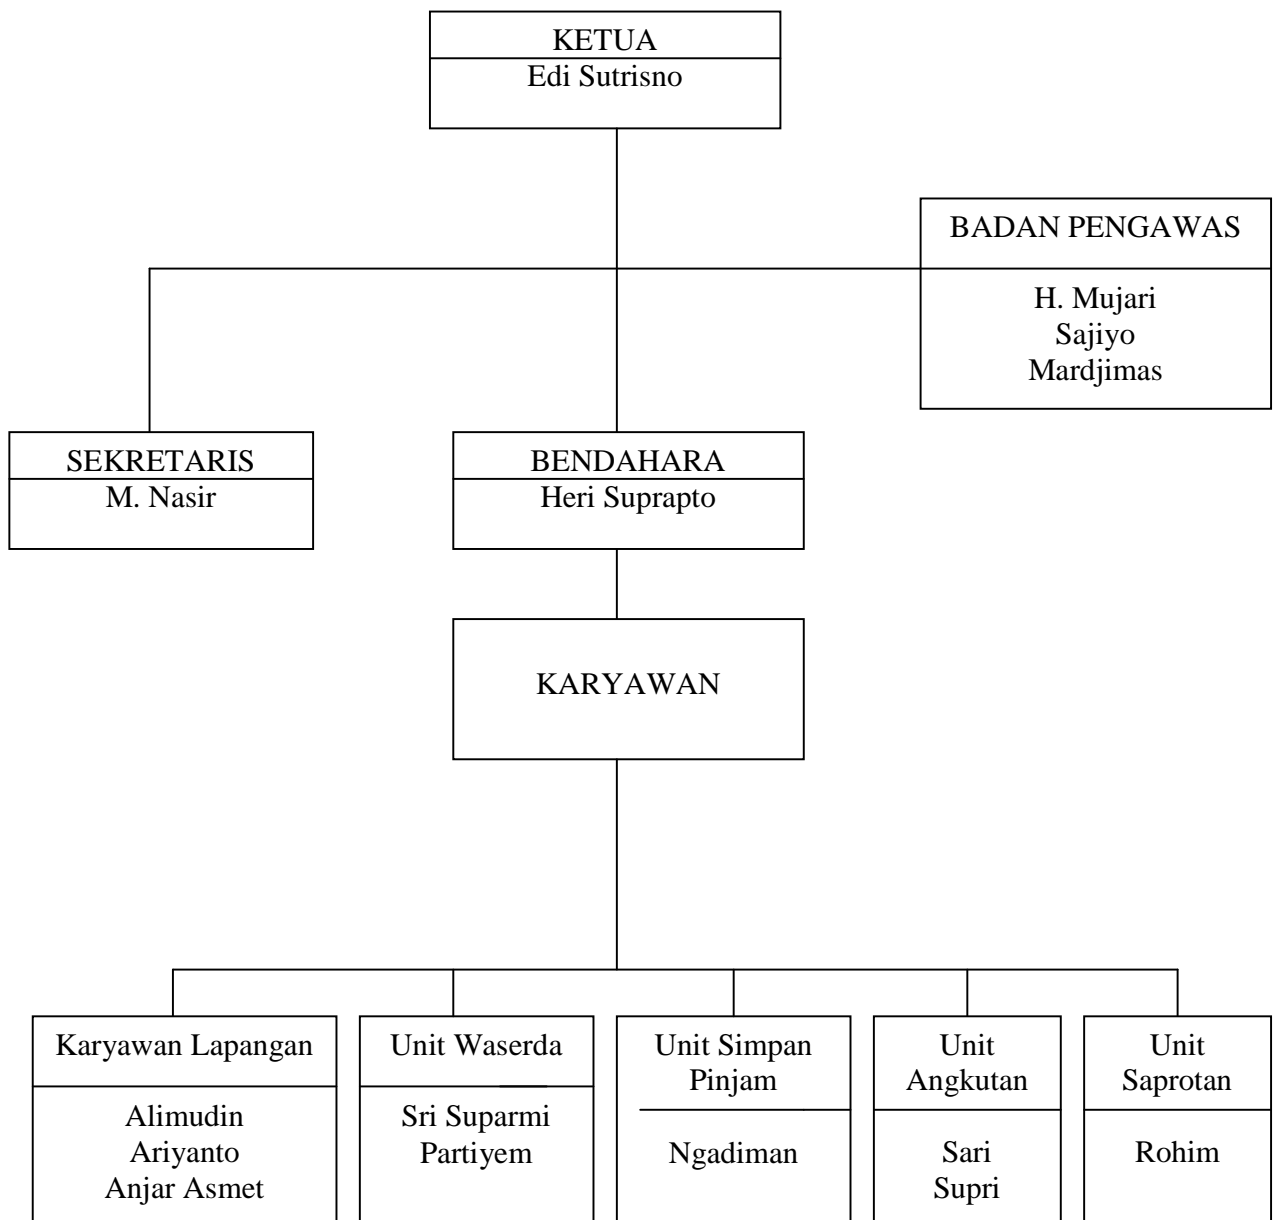 KETUA
Edi Sutrisno
BADAN PENGAWAS
H. Mujari
Sajiyo
Mardjimas
SEKRETARIS
M. Nasir
BENDAHARA
Heri Suprapto
KARYAWAN
Karyawan Lapangan
Alimudin
Ariyanto
Anjar Asmet
Unit Waserda
Sri Suparmi
Partiyem
Unit Simpan
Pinjam
Ngadiman
Unit
Angkutan
Sari
Supri
Unit
Saprotan
Rohim